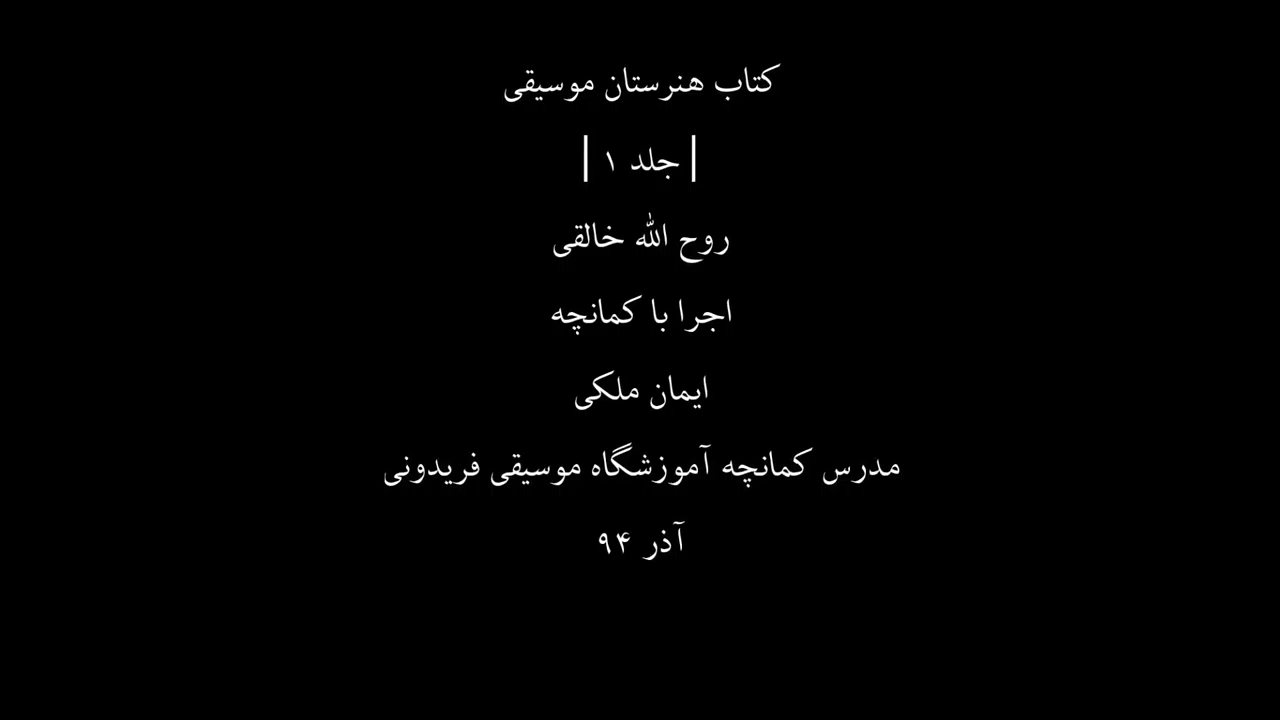 کتاب هنرستان موسیقی
| جلد ۱ |
روح الله خالقی
اجرا با کمانچه
ایمان ملکی
مدرس کمانچه آموزشگاه موسیقی فریدونی
آذر ۹۴